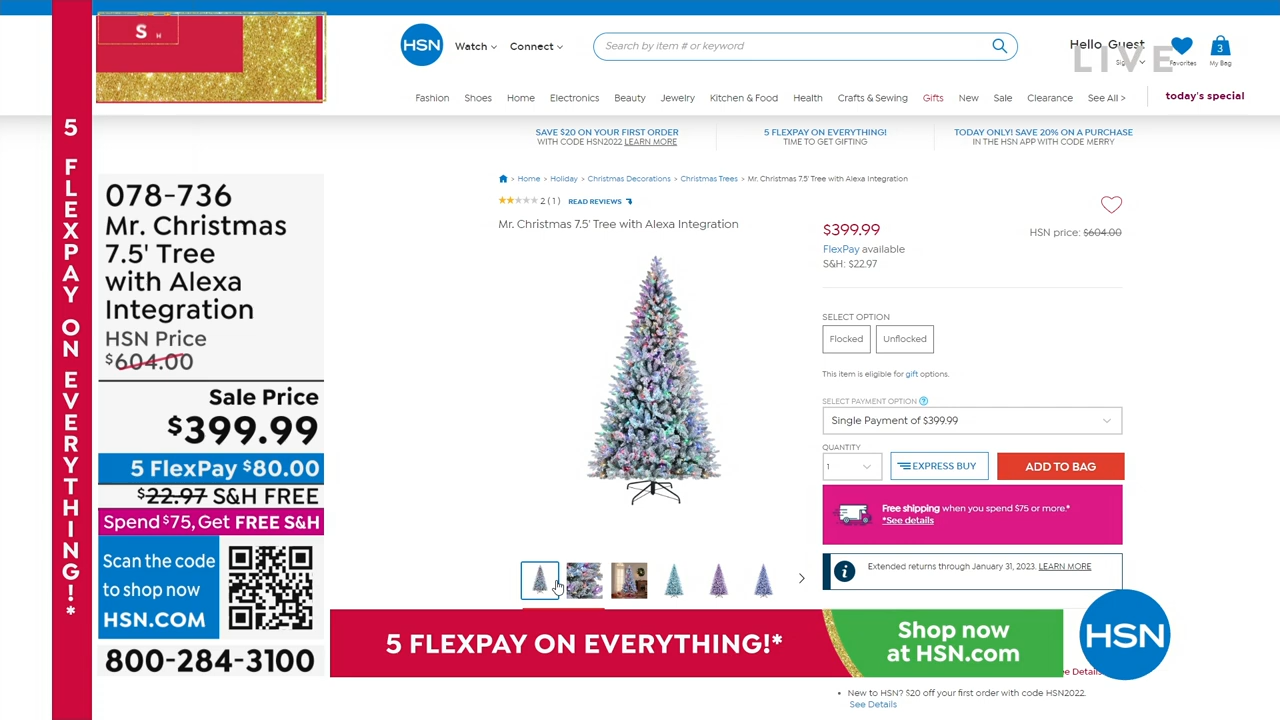 5 FLEXPAY ON EVERYTHING!*
S H
078-736
Mr. Christmas
7.5' Tree
with Alexa
Integration
HSN Price
$604.00
Sale Price
$399.99
5 FlexPay $80.00
$22.97 S&H FREE
Spend $75, Get FREE S&H
Scan the code
to shop now
HSN.COM
800-284-3100
HSN
Watch
Connect
Search by item # or keyword
Hello, Guest
LIVE
Favorites
3
My Bag
Fashion Shoes Home Electronics Beauty Jewelry Kitchen & Food Health Crafts & Sewing Gifts New Sale Clearance See All > today's special
SAVE $20 ON YOUR FIRST ORDER
WITH CODE HSN2022 LEARN MORE
5 FLEXPAY ON EVERYTHING!
TIME TO GET GIFTING
TODAY ONLY! SAVE 20% ON A PURCHASE
IN THE HSN APP WITH CODE MERRY
> Home > Holiday > Christmas Decorations > Christmas Trees > Mr. Christmas 7.5' Tree with Alexa Integration
2 ( 1 ) READ REVIEWS
Mr. Christmas 7.5' Tree with Alexa Integration
$399.99
HSN price: $604.00
FlexPay available
S&H: $22.97
SELECT OPTION
Flocked Unflocked
This item is eligible for gift options.
SELECT PAYMENT OPTION ?
Single Payment of $399.99
QUANTITY
1
EXPRESS BUY
ADD TO BAG
Free shipping when you spend $75 or more.*
*See details
Extended returns through January 31, 2023. LEARN MORE
5 FLEXPAY ON EVERYTHING!*
Shop now
at HSN.com
HSN
ee Details
• New to HSN? $20 off your first order with code HSN2022.
See Details